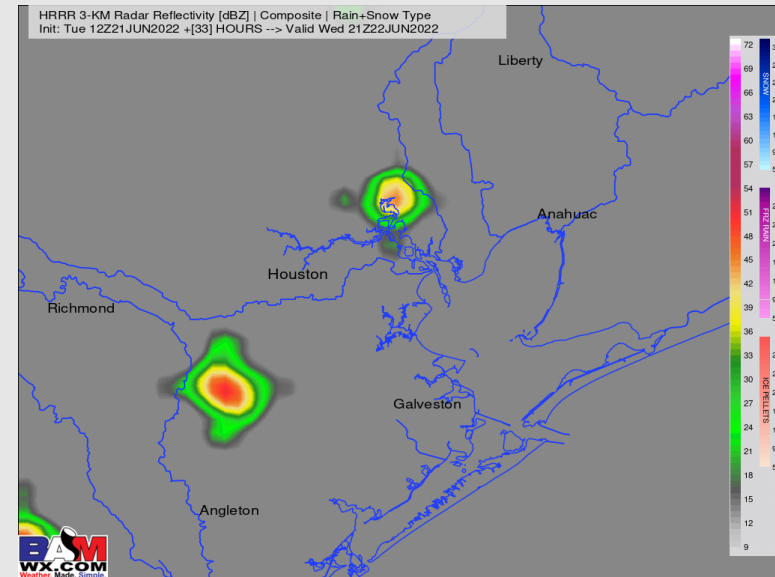 HRRR 3-KM Radar Reflectivity [dBZ] | Composite | Rain+Snow Type
Init: Tue 12Z21JUN2022 +[33] HOURS --> Valid Wed 21Z22JUN2022
Liberty
Anahuac
Houston
Richmond
Galveston
Angleton
72
69
66
63
60
57
54
51
48
45
42
39
36
33
30
27
24
21
18
15
12
9
SNOW
FRZ RAIN
ICE PELLETS
BAM
WX.COM
Weather. Made. Simple.